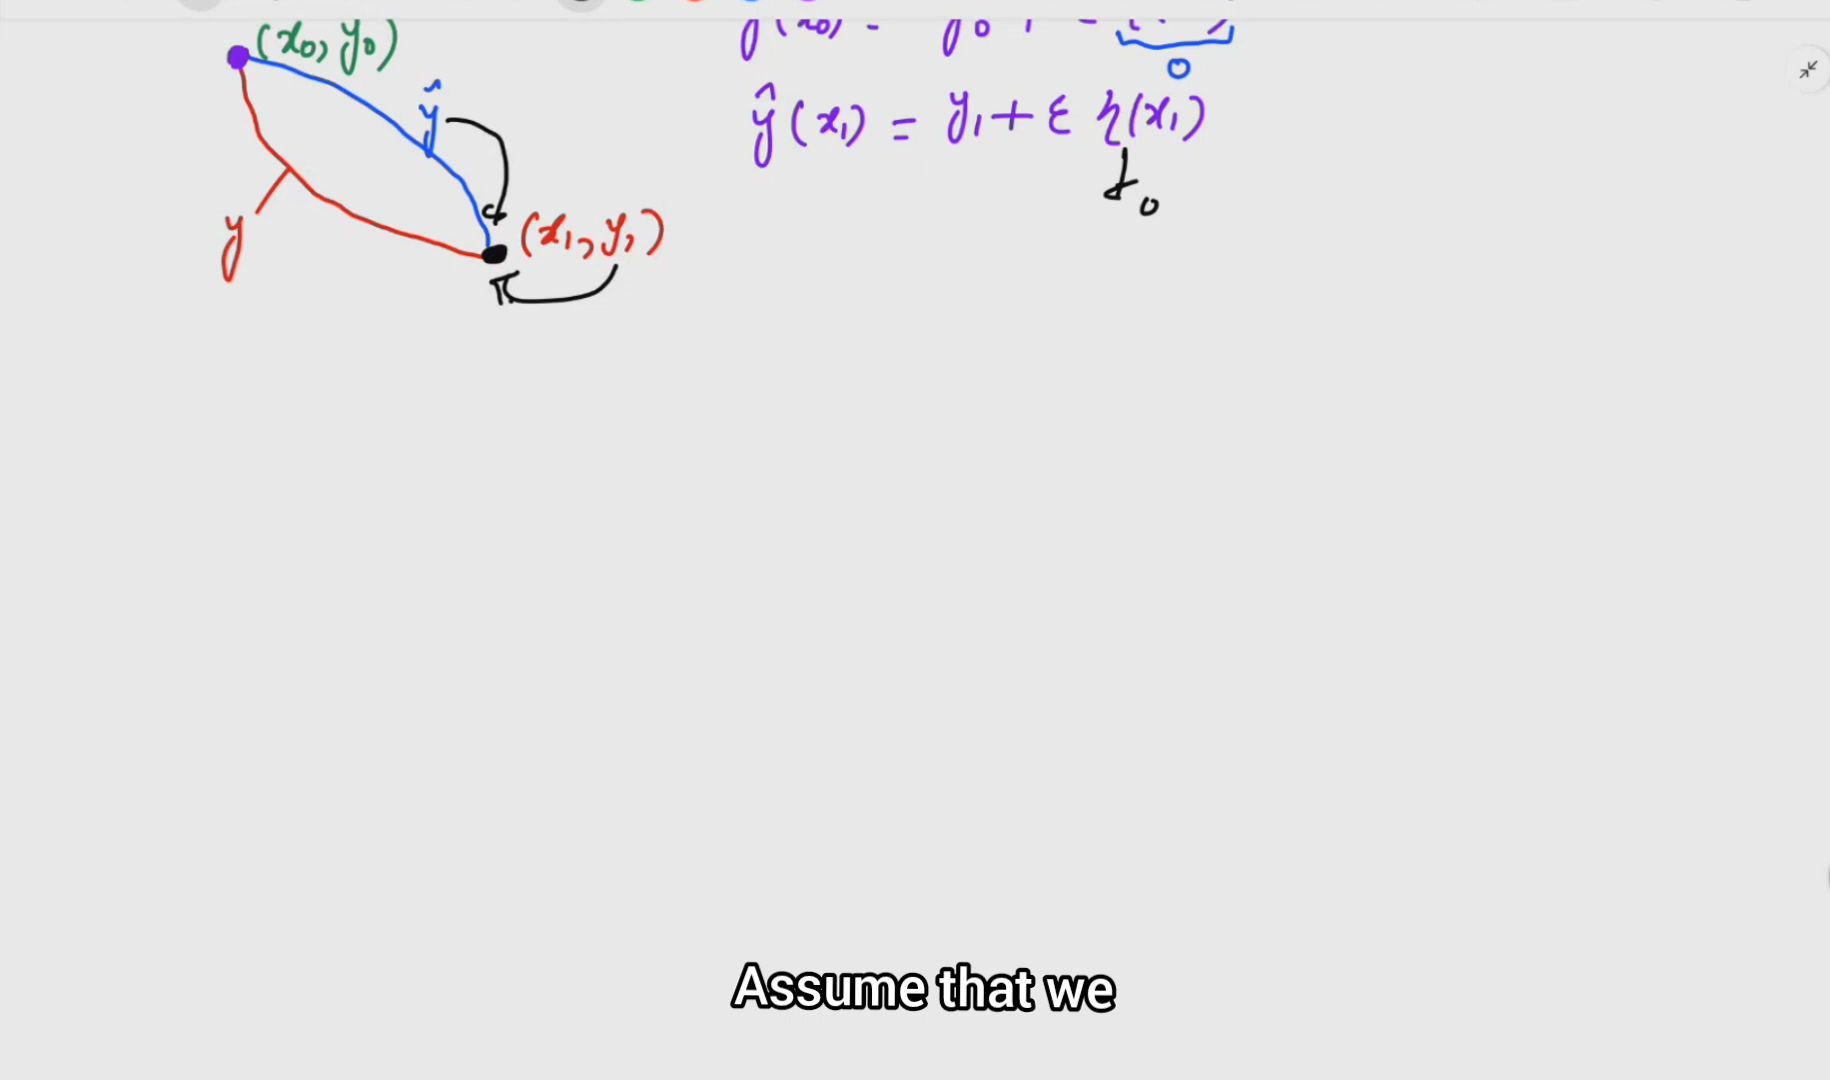 (x₀, y₀)
ŷ
ŷ(x₁) = y₁ + ε η(x₁)
0
0
(x₁, y₁)
y
Assume that we